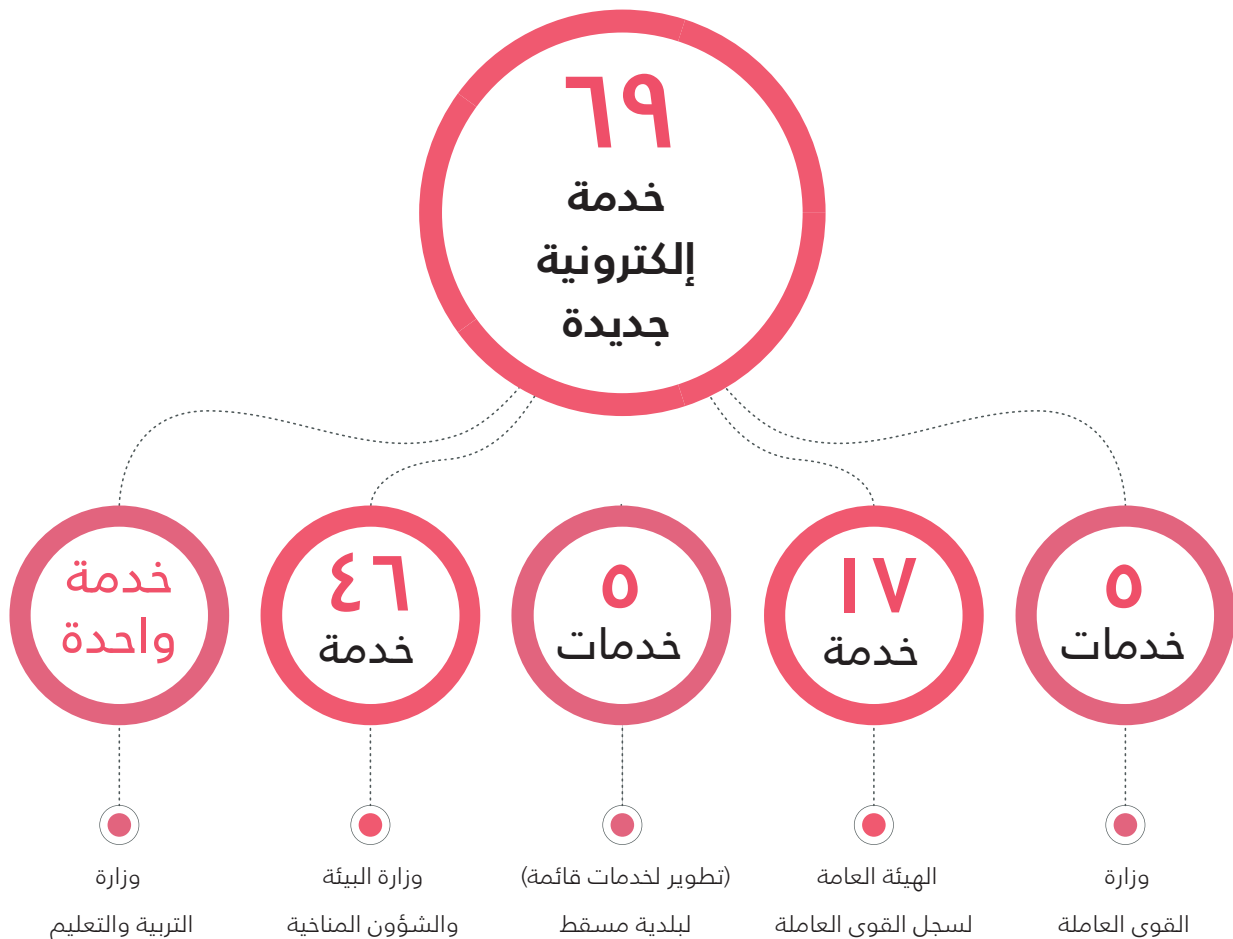 ٦٩
خدمة
إلكترونية
جديدة
٥
خدمات
وزارة
القوى العاملة
١٧
خدمة
الهيئة العامة
لسجل القوى العاملة
٥
خدمات
(تطوير لخدمات قائمة)
لبلدية مسقط
٤٦
خدمة
وزارة البيئة
والشؤون المناخية
خدمة
واحدة
وزارة
التربية والتعليم